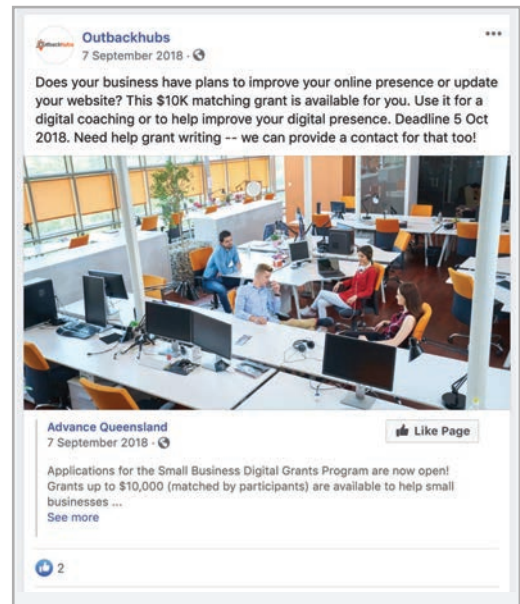 Outbackhubs
Outbackhubs
7 September 2018 ·
Does your business have plans to improve your online presence or update
your website? This $10K matching grant is available for you. Use it for a
digital coaching or to help improve your digital presence. Deadline 5 Oct
2018. Need help grant writing -- we can provide a contact for that too!
Advance Queensland
7 September 2018 ·
Like Page
Applications for the Small Business Digital Grants Program are now open!
Grants up to $10,000 (matched by participants) are available to help small
businesses ...
See more
2